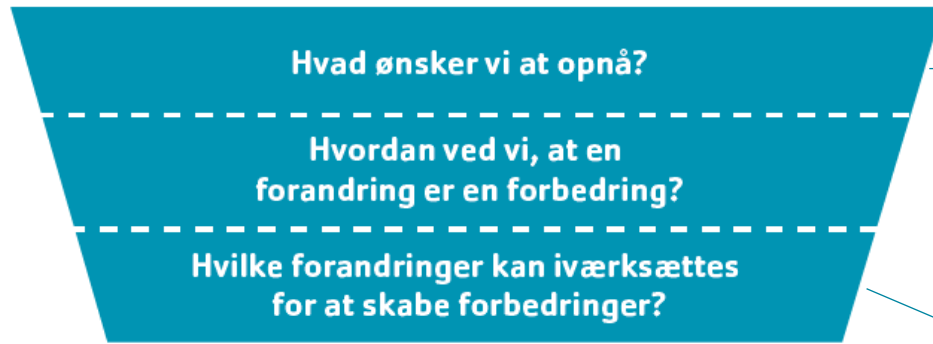 Hvad ønsker vi at opnå?
Hvordan ved vi, at en
forandring er en forbedring?
Hvilke forandringer kan iværksættes
for at skabe forbedringer?